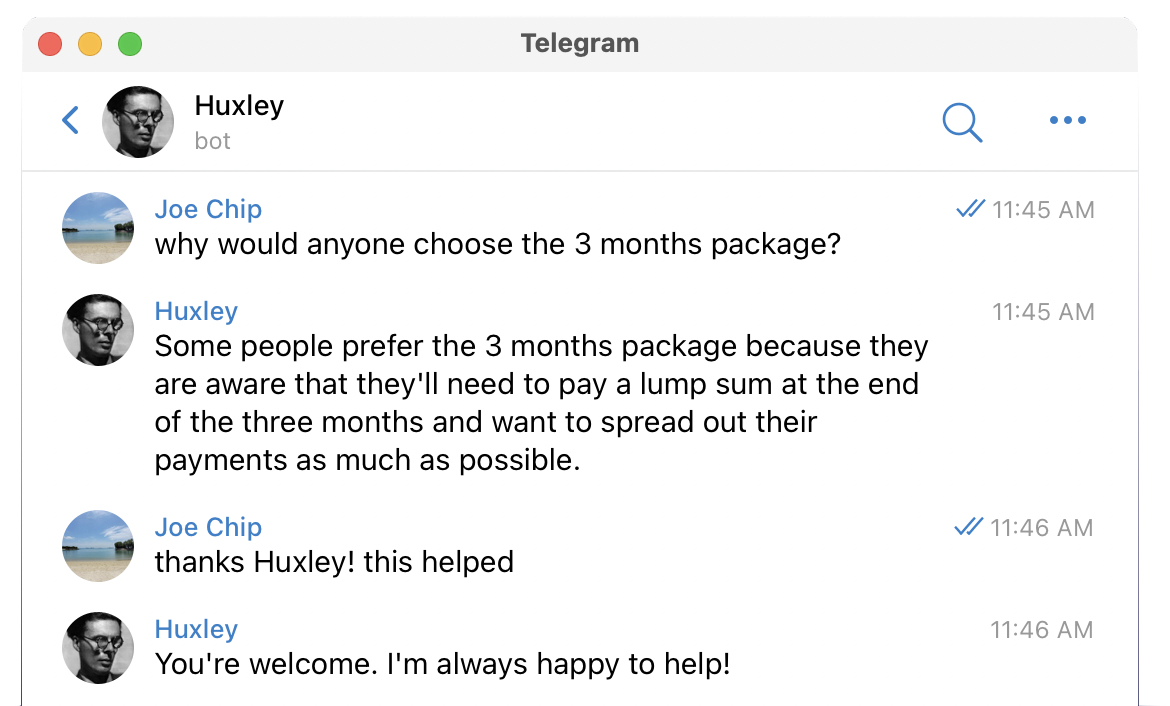 Telegram
Huxley
bot
Joe Chip 11:45 AM
why would anyone choose the 3 months package?
Huxley 11:45 AM
Some people prefer the 3 months package because they
are aware that they'll need to pay a lump sum at the end
of the three months and want to spread out their
payments as much as possible.
Joe Chip 11:46 AM
thanks Huxley! this helped
Huxley 11:46 AM
You're welcome. I'm always happy to help!